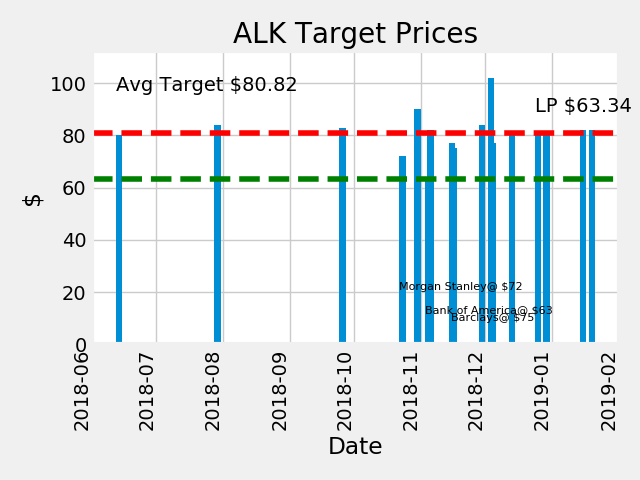 ALK Target Prices
Avg Target $80.82
LP $63.34
100
80
60
40
20
0
$
Morgan Stanley@ $72
Bank of America@ $63
Barclays@ $75
2018-06
2018-07
2018-08
2018-09
2018-10
2018-11
2018-12
2019-01
2019-02
Date